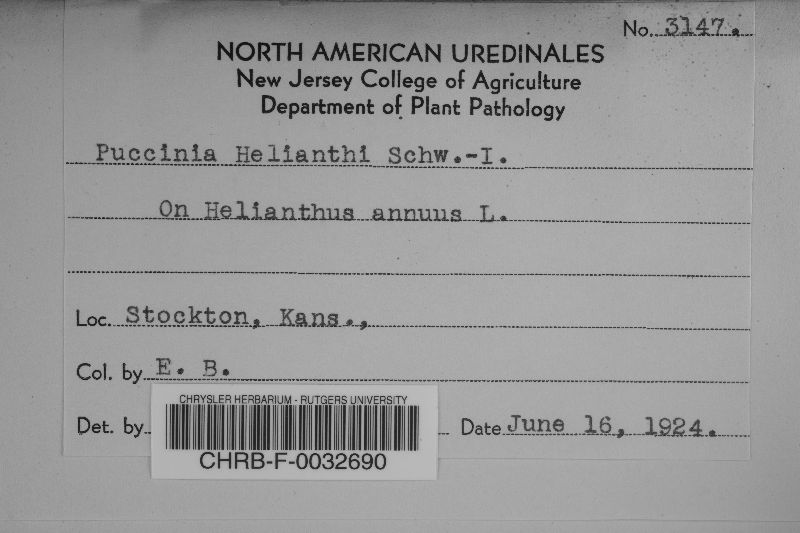 No. 3147.
NORTH AMERICAN UREDINALES
New Jersey College of Agriculture
Department of Plant Pathology
Puccinia Helianthi Schw.-I.
On Helianthus annuus L.
Loc. Stockton, Kans.,
Col. by E. B.
Det. by Date June 16, 1924.
CHRYSLER HERBARIUM - RUTGERS UNIVERSITY
CHRB-F-0032690